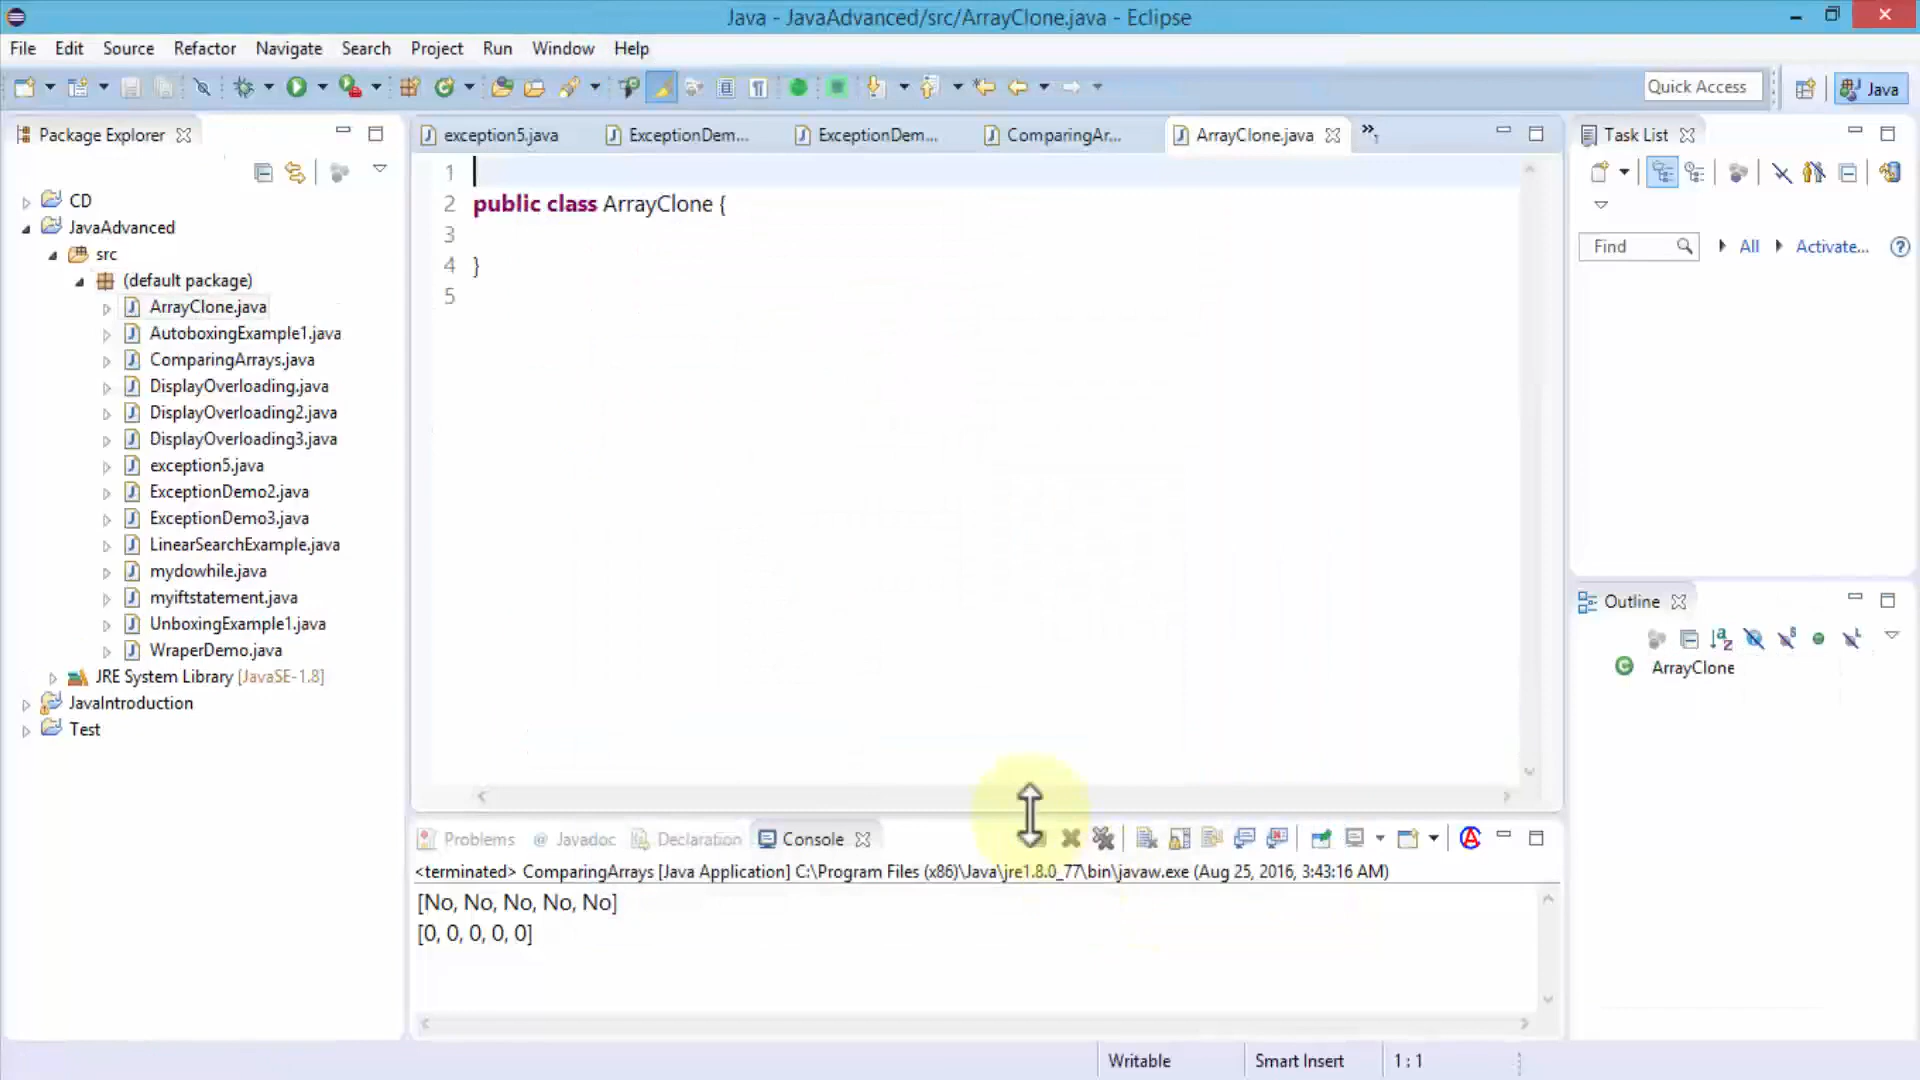 Java - JavaAdvanced/src/ArrayClone.java - Eclipse
File Edit Source Refactor Navigate Search Project Run Window Help
Quick Access
Java
Package Explorer
CD
JavaAdvanced
src
(default package)
ArrayClone.java
AutoboxingExample1.java
ComparingArrays.java
DisplayOverloading.java
DisplayOverloading2.java
DisplayOverloading3.java
exception5.java
ExceptionDemo2.java
ExceptionDemo3.java
LinearSearchExample.java
mydowhile.java
myiftstatement.java
UnboxingExample1.java
WraperDemo.java
JRE System Library [JavaSE-1.8]
JavaIntroduction
Test
exception5.java ExceptionDem... ExceptionDem... ComparingAr... ArrayClone.java »1
1
2 public class ArrayClone {
3
4 }
5
Task List
Find All Activate...
Outline
ArrayClone
Problems @ Javadoc Declaration Console
<terminated> ComparingArrays [Java Application] C:\Program Files (x86)\Java\jre1.8.0_77\bin\javaw.exe (Aug 25, 2016, 3:43:16 AM)
[No, No, No, No, No]
[0, 0, 0, 0, 0]
Writable Smart Insert 1 : 1